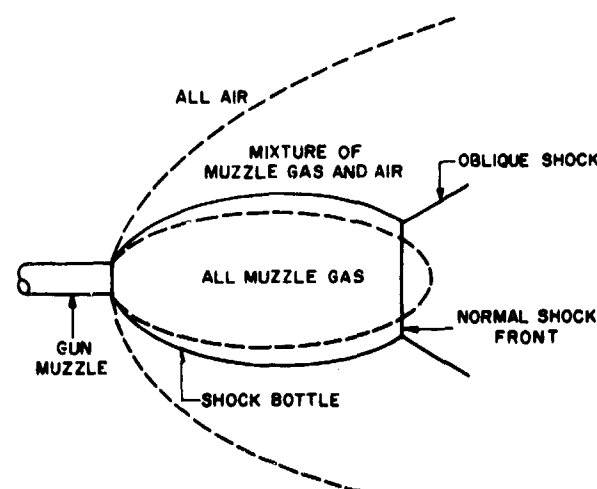 ALL AIR
MIXTURE OF
MUZZLE GAS AND AIR
OBLIQUE SHOCK
ALL MUZZLE GAS
GUN
MUZZLE
NORMAL SHOCK
FRONT
SHOCK BOTTLE